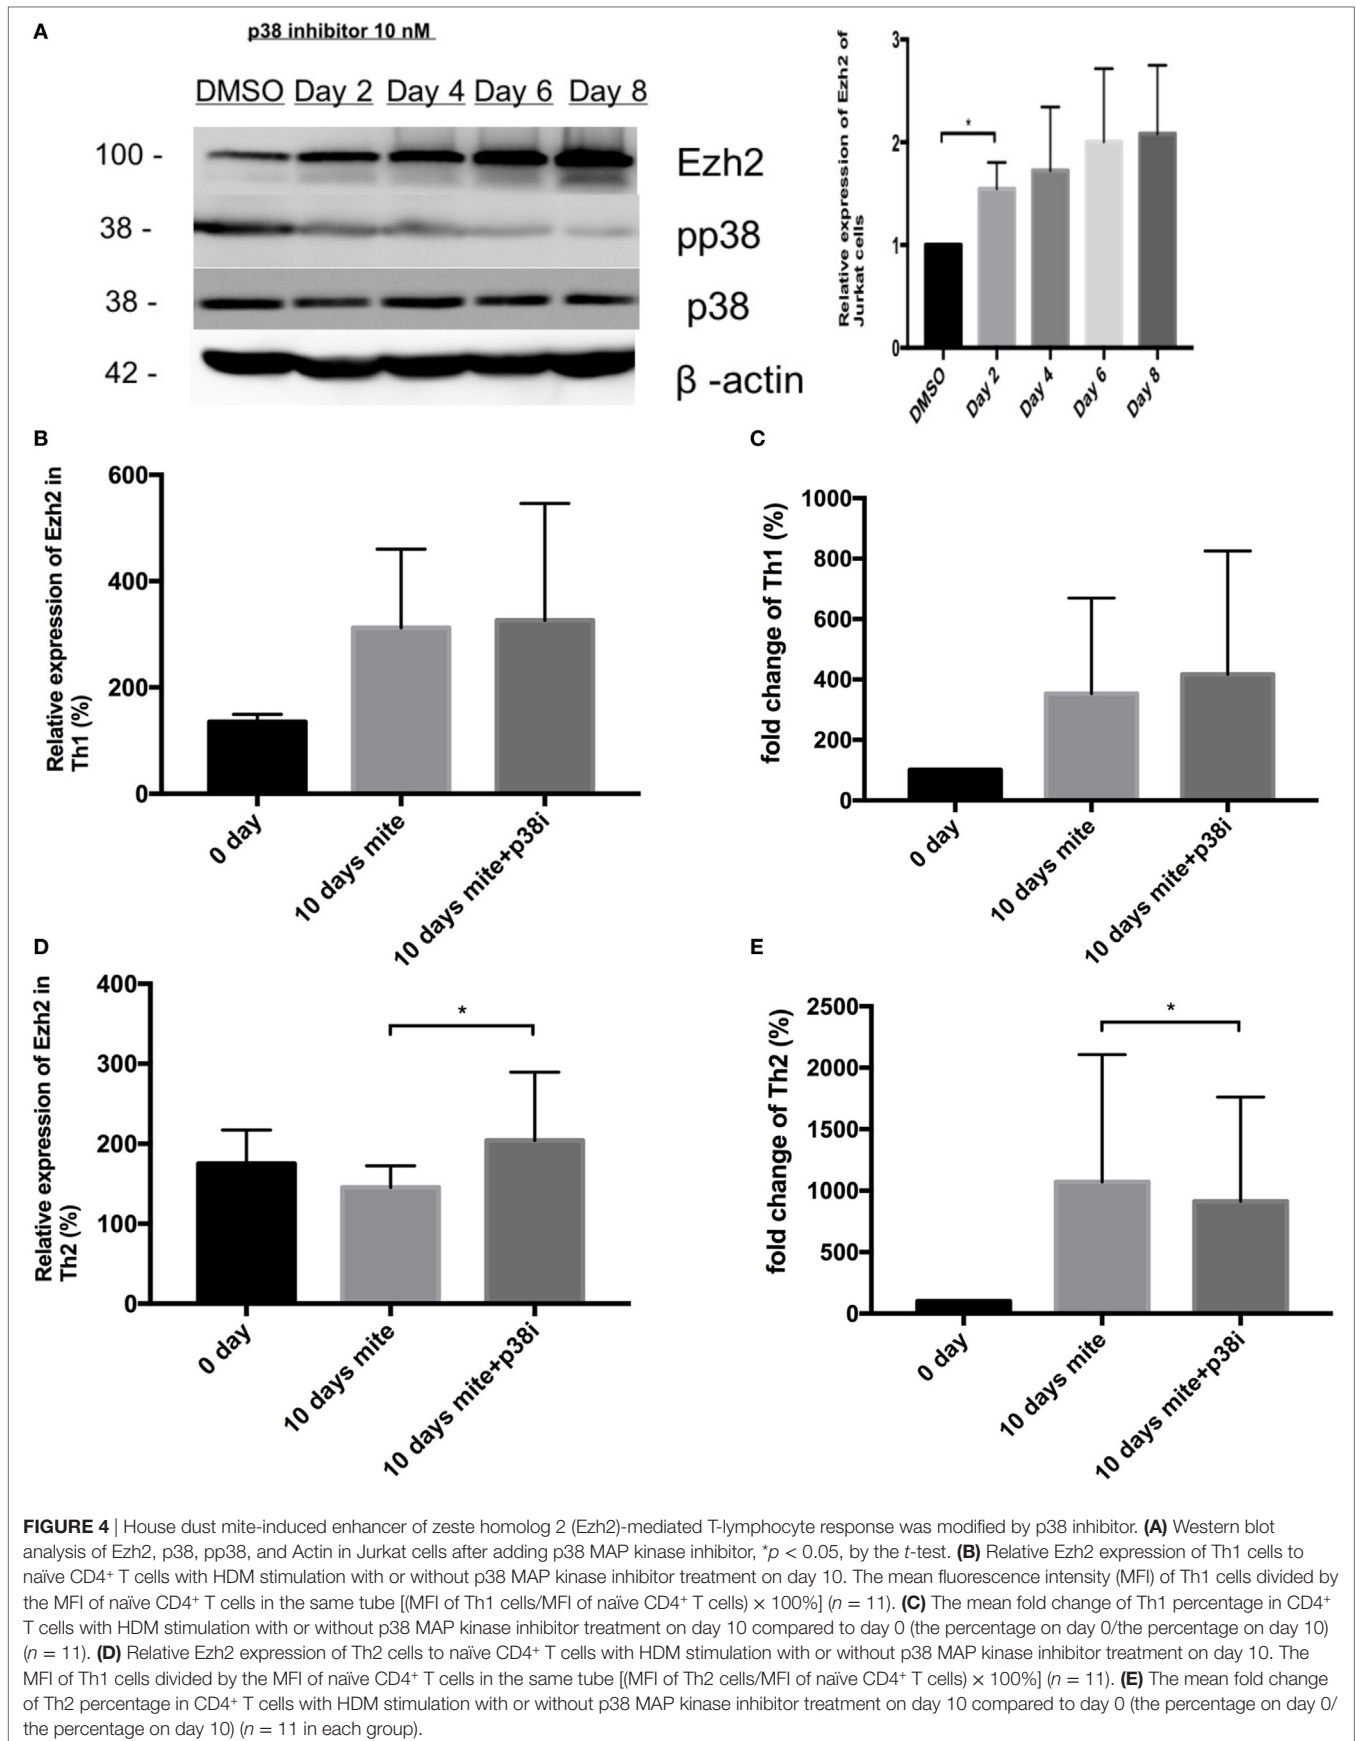 A
p38 inhibitor 10 nM
DMSO Day 2 Day 4 Day 6 Day 8
100 -
Ezh2
38 -
pp38
38 -
p38
42 -
β -actin
Relative expression of Ezh2 of
Jurkat cells
3
2
1
0
*
DMSO
Day 2
Day 4
Day 6
Day 8
B
Relative expression of Ezh2 in
Th1 (%)
600
400
200
0
0 day
10 days mite
10 days mite+p38i
C
fold change of Th1 (%)
1000
800
600
400
200
0
0 day
10 days mite
10 days mite+p38i
D
Relative expression of Ezh2 in
Th2 (%)
400
300
200
100
0
*
0 day
10 days mite
10 days mite+p38i
E
fold change of Th2 (%)
2500
2000
1500
1000
500
0
*
0 day
10 days mite
10 days mite+p38i
FIGURE 4 | House dust mite-induced enhancer of zeste homolog 2 (Ezh2)-mediated T-lymphocyte response was modified by p38 inhibitor. (A) Western blot
analysis of Ezh2, p38, pp38, and Actin in Jurkat cells after adding p38 MAP kinase inhibitor, *p < 0.05, by the t-test. (B) Relative Ezh2 expression of Th1 cells to
naïve CD4⁺ T cells with HDM stimulation with or without p38 MAP kinase inhibitor treatment on day 10. The mean fluorescence intensity (MFI) of Th1 cells divided by
the MFI of naïve CD4⁺ T cells in the same tube [(MFI of Th1 cells/MFI of naïve CD4⁺ T cells) × 100%] (n = 11). (C) The mean fold change of Th1 percentage in CD4⁺
T cells with HDM stimulation with or without p38 MAP kinase inhibitor treatment on day 10 compared to day 0 (the percentage on day 0/the percentage on day 10)
(n = 11). (D) Relative Ezh2 expression of Th2 cells to naïve CD4⁺ T cells with HDM stimulation with or without p38 MAP kinase inhibitor treatment on day 10. The
MFI of Th1 cells divided by the MFI of naïve CD4⁺ T cells in the same tube [(MFI of Th2 cells/MFI of naïve CD4⁺ T cells) × 100%] (n = 11). (E) The mean fold change
of Th2 percentage in CD4⁺ T cells with HDM stimulation with or without p38 MAP kinase inhibitor treatment on day 10 compared to day 0 (the percentage on day 0/
the percentage on day 10) (n = 11 in each group).